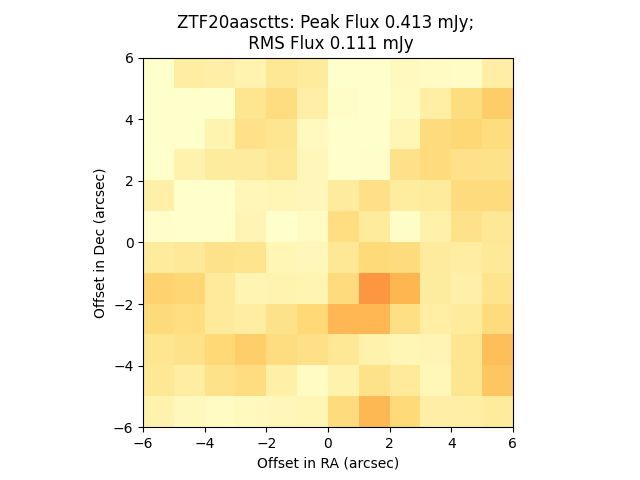 ZTF20aasctts: Peak Flux 0.413 mJy;
RMS Flux 0.111 mJy
6
4
2
0
−2
−4
−6
Offset in Dec (arcsec)
−6 −4 −2 0 2 4 6
Offset in RA (arcsec)